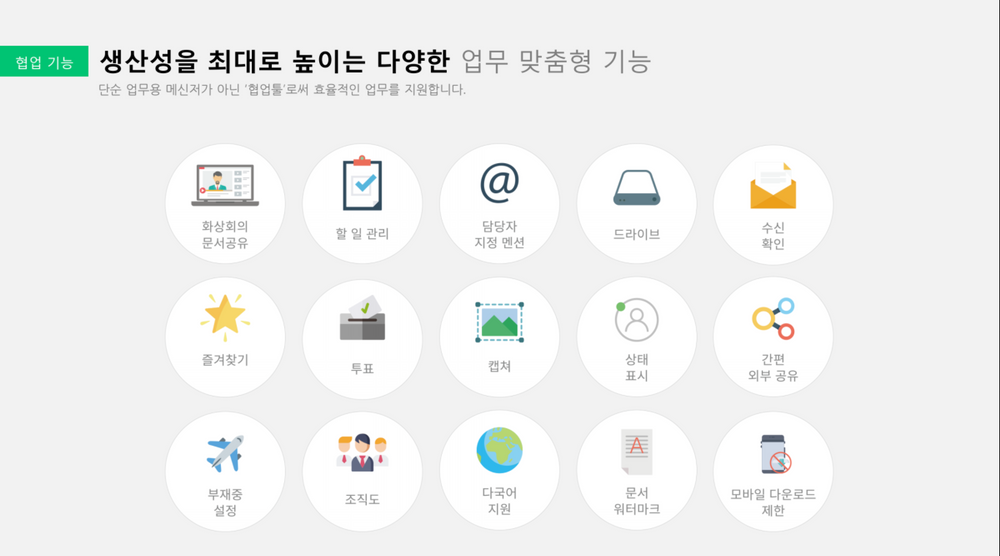 협업 기능
생산성을 최대로 높이는 다양한 업무 맞춤형 기능
단순 업무용 메신저가 아닌 '협업툴'로써 효율적인 업무를 지원합니다.
화상회의
문서공유
할 일 관리
담당자
지정 멘션
드라이브
수신
확인
즐겨찾기
투표
캡쳐
상태
표시
간편
외부 공유
부재중
설정
조직도
다국어
지원
문서
워터마크
모바일 다운로드
제한